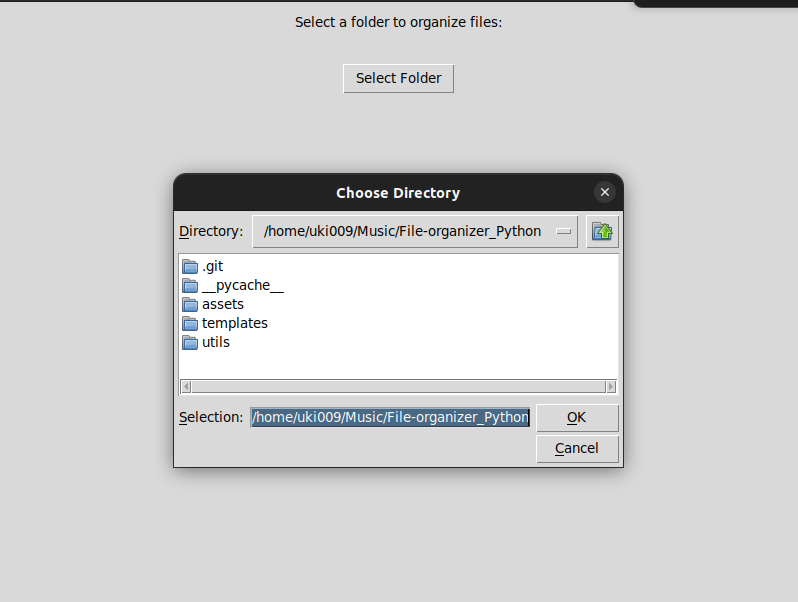 Select a folder to organize files:
Select Folder
Choose Directory
Directory: /home/uki009/Music/File-organizer_Python
.git
__pycache__
assets
templates
utils
Selection: /home/uki009/Music/File-organizer_Python OK
Cancel